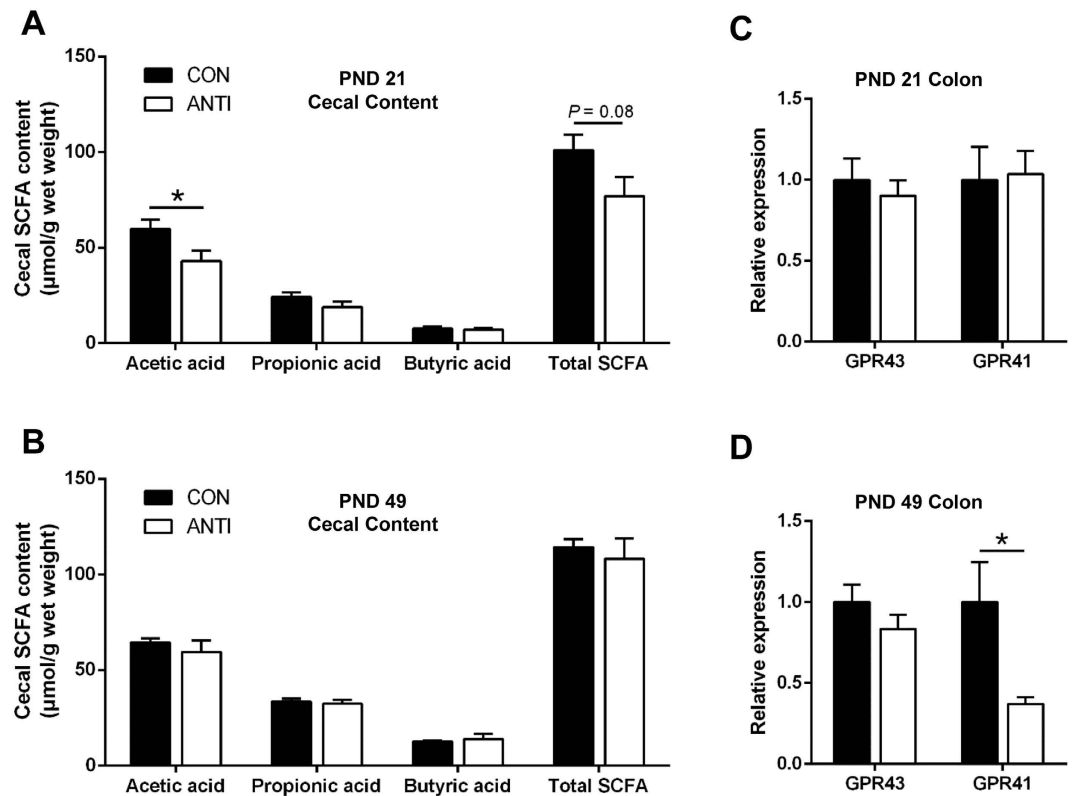 A
150
100
50
0
Cecal SCFA content
(μmol/g wet weight)
CON
ANTI
PND 21
Cecal Content
*
P = 0.08
Acetic acid
Propionic acid
Butyric acid
Total SCFA
C
PND 21 Colon
1.5
1.0
0.5
0.0
Relative expression
GPR43
GPR41
B
150
100
50
0
Cecal SCFA content
(μmol/g wet weight)
CON
ANTI
PND 49
Cecal Content
Acetic acid
Propionic acid
Butyric acid
Total SCFA
D
PND 49 Colon
1.5
1.0
0.5
0.0
Relative expression
*
GPR43
GPR41